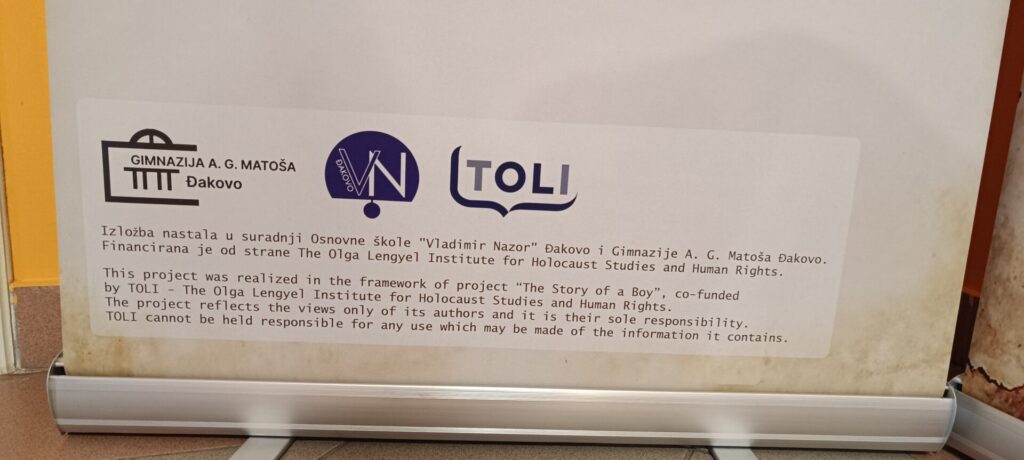 GIMNAZIJA A. G. MATOŠA
Đakovo
ĐAKOVO
VN
TOLI
Izložba nastala u suradnji Osnovne škole "Vladimir Nazor" Đakovo i Gimnazije A. G. Matoša Đakovo.
Financirana je od strane The Olga Lengyel Institute for Holocaust Studies and Human Rights.
This project was realized in the framework of project “The Story of a Boy”, co-funded
by TOLI - The Olga Lengyel Institute for Holocaust Studies and Human Rights.
The project reflects the views only of its authors and it is their sole responsibility.
TOLI cannot be held responsible for any use which may be made of the information it contains.